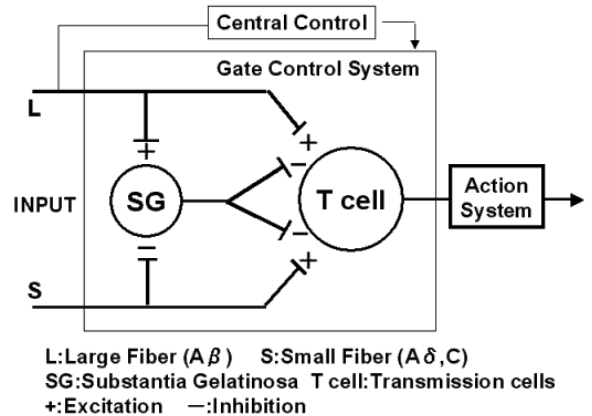 Central Control
Gate Control System
L
+
+
−
SG
T cell
Action
System
INPUT
−
−
+
S
L:Large Fiber (Aβ) S:Small Fiber (Aδ,C)
SG:Substantia Gelatinosa T cell:Transmission cells
+:Excitation −:Inhibition